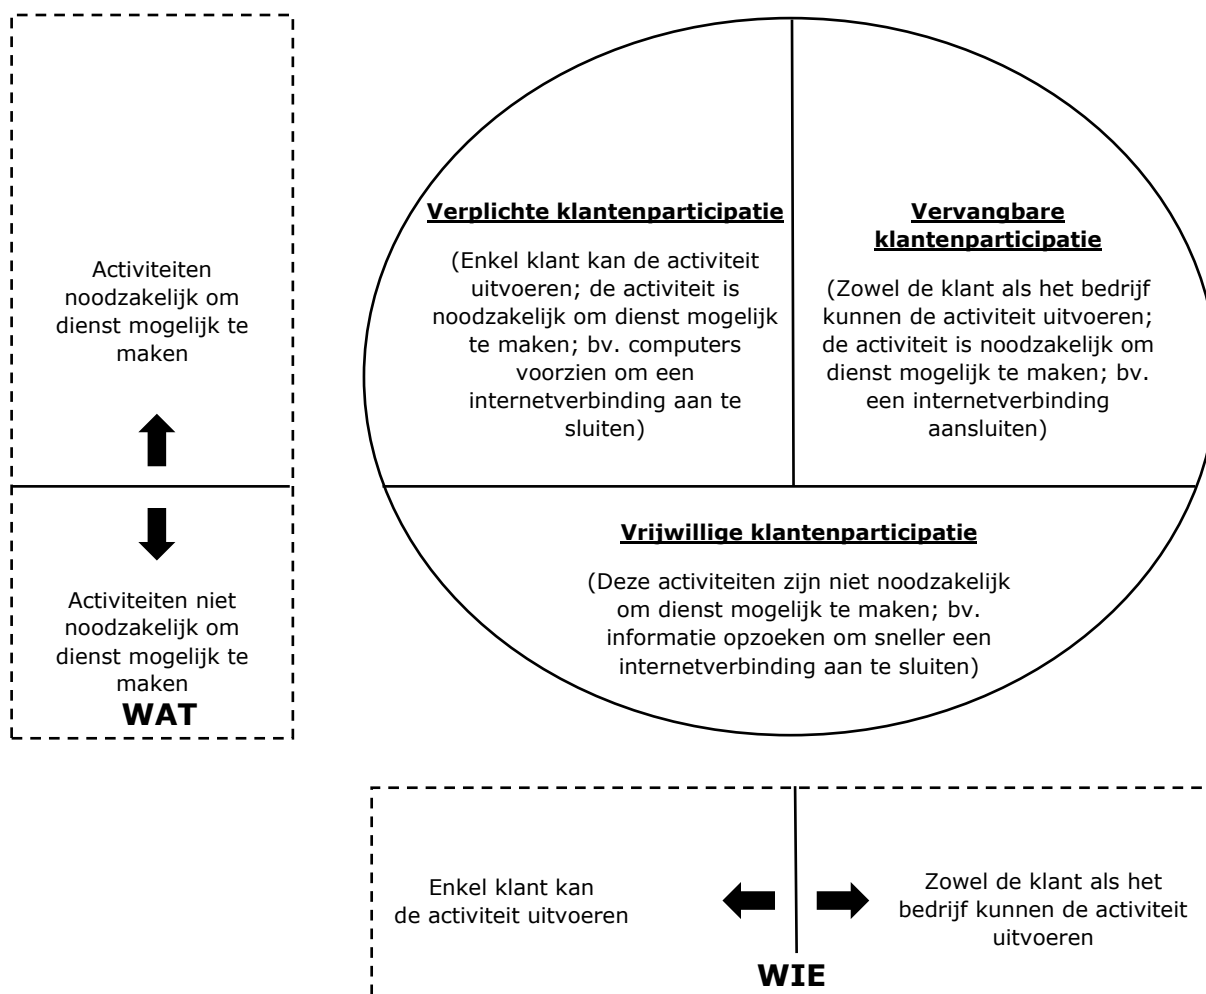 Verplichte klantenparticipatie
(Enkel klant kan de activiteit
uitvoeren; de activiteit is
noodzakelijk om dienst mogelijk
te maken; bv. computers
voorzien om een
internetverbinding aan te
sluiten)
Vervangbare
klantenparticipatie
(Zowel de klant als het bedrijf
kunnen de activiteit uitvoeren;
de activiteit is noodzakelijk om
dienst mogelijk te maken; bv.
een internetverbinding
aansluiten)
Activiteiten
noodzakelijk om
dienst mogelijk te
maken
Vrijwillige klantenparticipatie
(Deze activiteiten zijn niet noodzakelijk
om dienst mogelijk te maken; bv.
informatie opzoeken om sneller een
internetverbinding aan te sluiten)
Activiteiten niet
noodzakelijk om
dienst mogelijk te
maken
WAT
Enkel klant kan
de activiteit uitvoeren
Zowel de klant als het
bedrijf kunnen de activiteit
uitvoeren
WIE